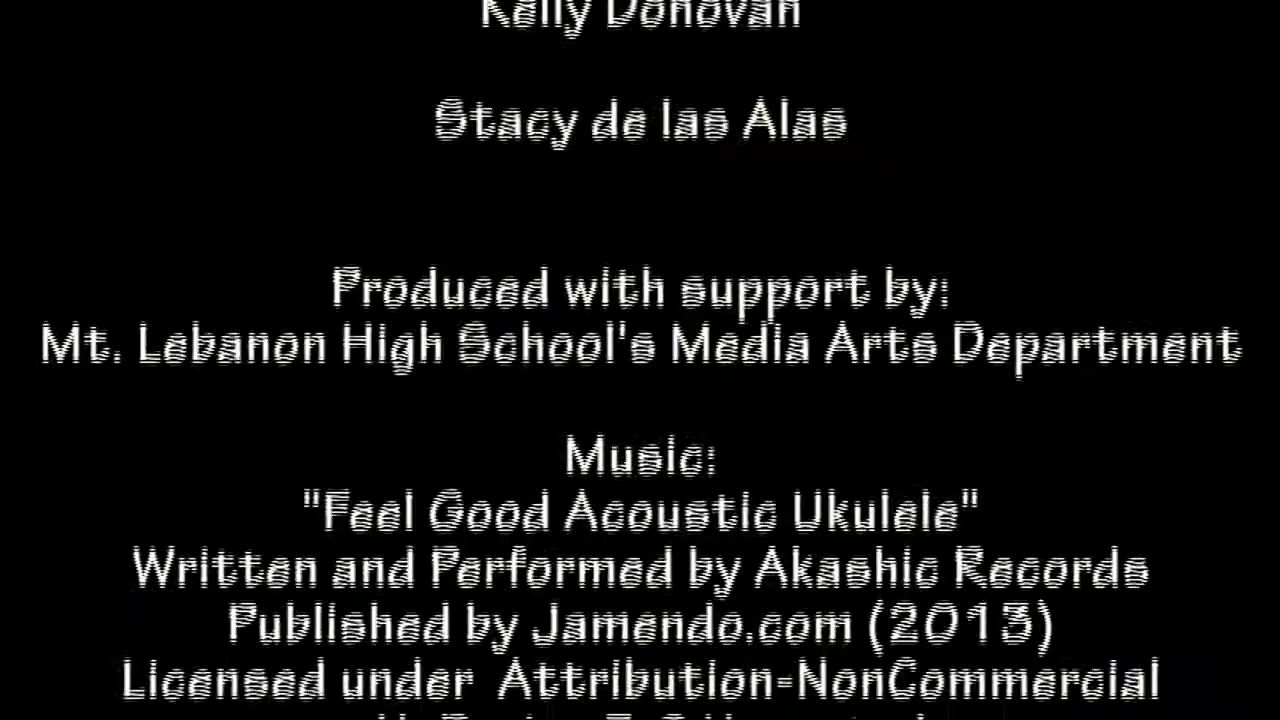 Kelly Donovan
Stacy de las Alas
Produced with support by:
Mt. Lebanon High School's Media Arts Department
Music:
"Feel Good Acoustic Ukulele"
Written and Performed by Akashic Records
Published by Jamendo.com (2013)
Licensed under Attribution-NonCommercial